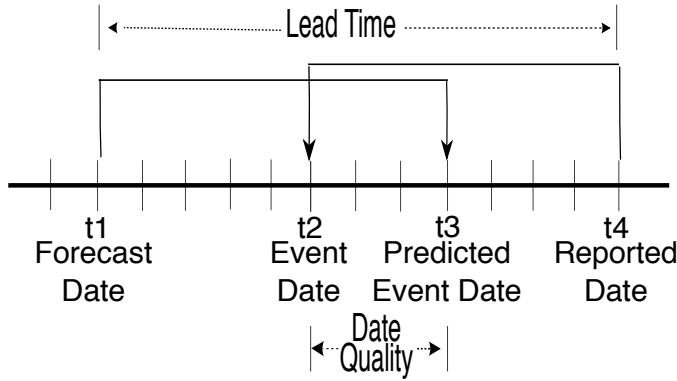 Lead Time
t1 t2 t3 t4
Forecast Event Predicted Reported
Date Date Event Date Date
Date
Quality